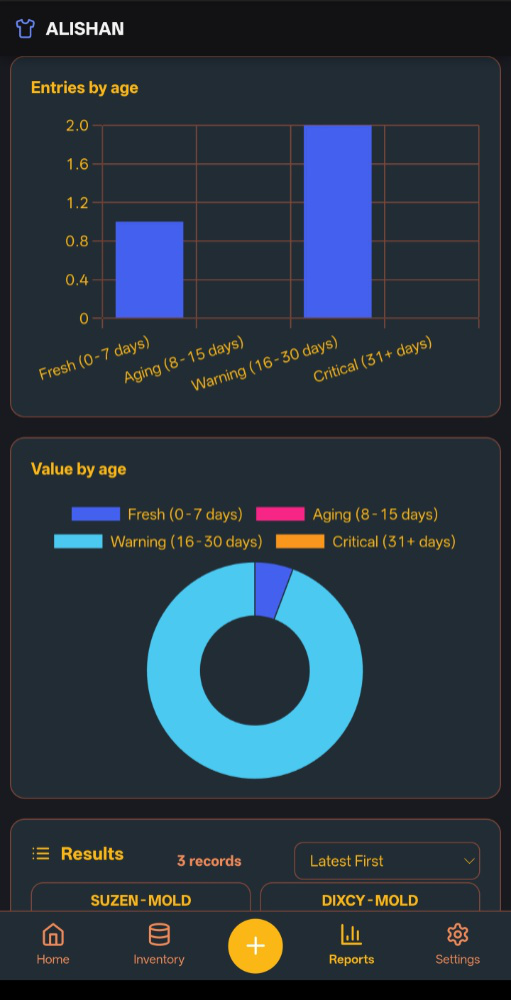 ALISHAN
Entries by age
2.0
1.6
1.2
0.8
0.4
0
Fresh (0-7 days)
Aging (8-15 days)
Warning (16-30 days)
Critical (31+ days)
Value by age
Fresh (0-7 days) Aging (8-15 days)
Warning (16-30 days) Critical (31+ days)
Results 3 records Latest First
SUZEN-MOLD DIXCY-MOLD
Home Inventory Reports Settings